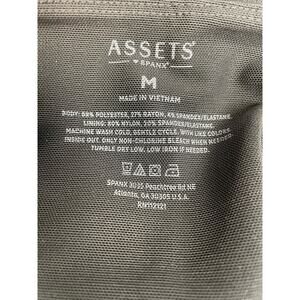 ASSETS®
BY SPANX®
M
MADE IN VIETNAM
BODY: 69% POLYESTER, 27% RAYON, 4% SPANDEX/ELASTANE.
LINING: 80% NYLON, 20% SPANDEX/ELASTANE.
MACHINE WASH COLD, GENTLE CYCLE, WITH LIKE COLORS,
INSIDE OUT. ONLY NON-CHLORINE BLEACH WHEN NEEDED.
TUMBLE DRY LOW. LOW IRON IF NEEDED.
SPANX 3035 Peachtree Rd NE
Atlanta, GA 30305 U.S.A.
RN112121